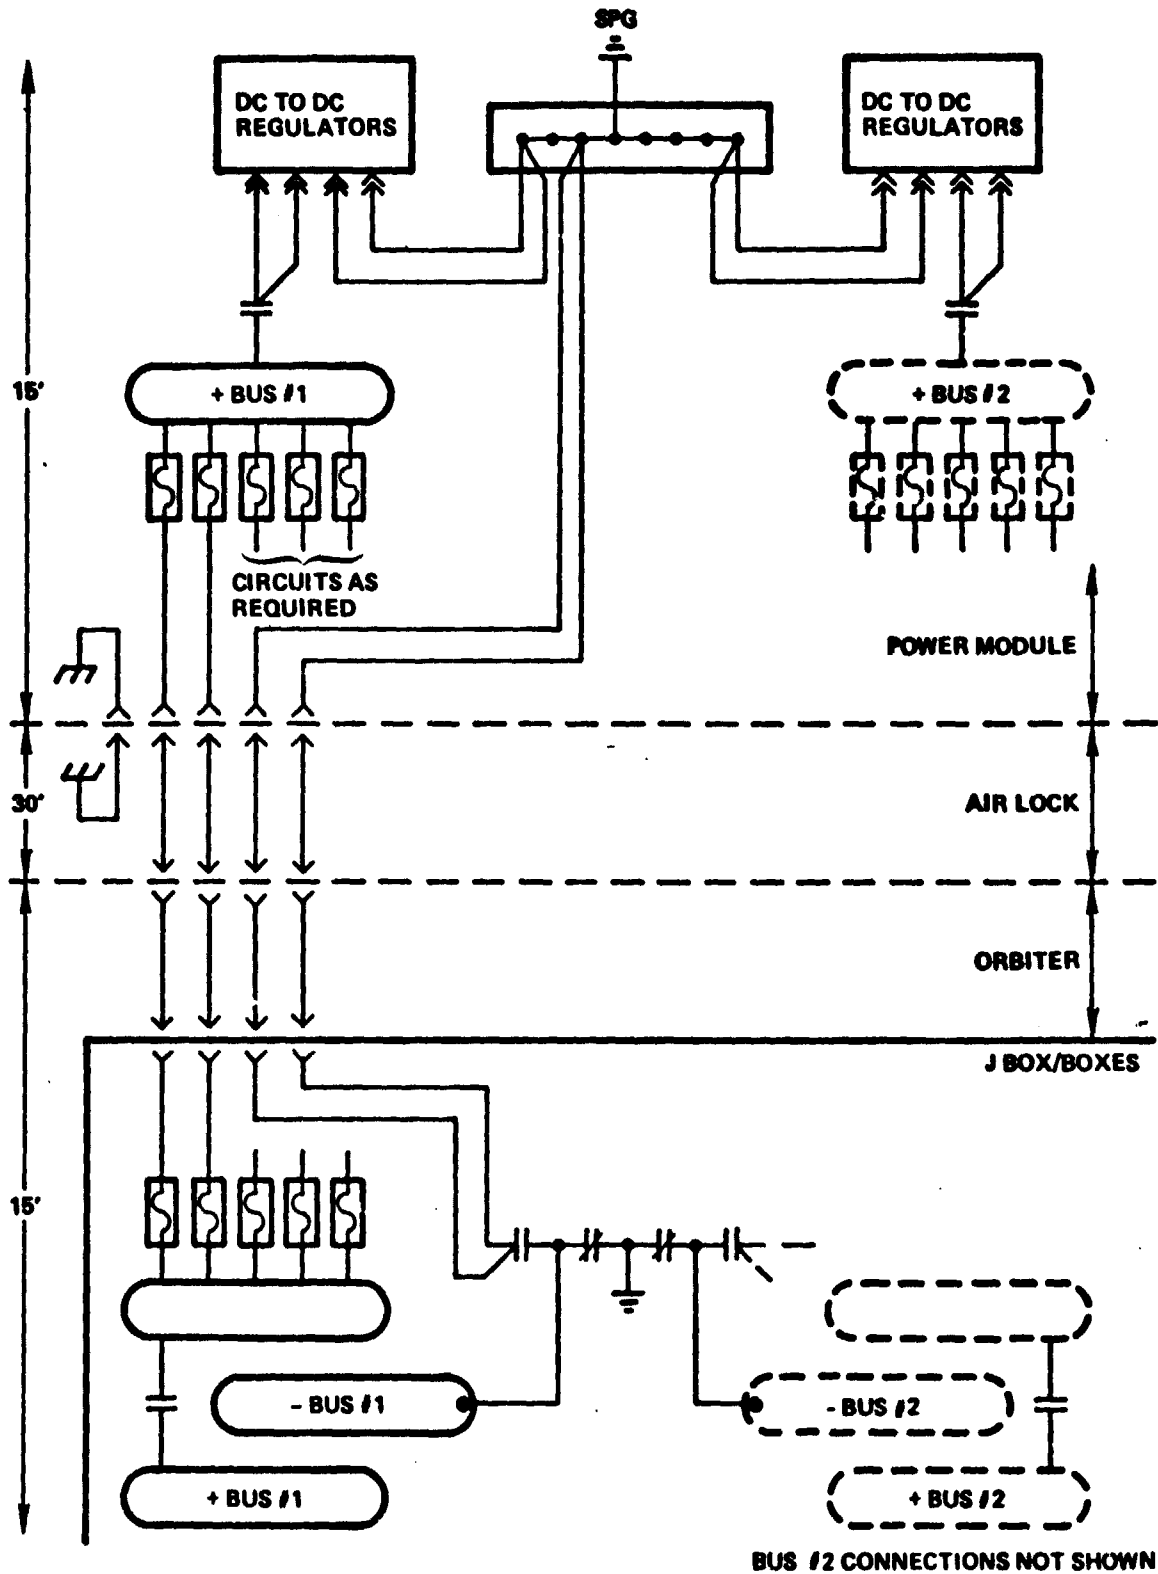 SPG
DC TO DC
REGULATORS
DC TO DC
REGULATORS
15'
+ BUS #1
+ BUS #2
CIRCUITS AS
REQUIRED
POWER MODULE
30'
AIR LOCK
ORBITER
J BOX/BOXES
15'
- BUS #1
- BUS #2
+ BUS #1
+ BUS #2
BUS #2 CONNECTIONS NOT SHOWN